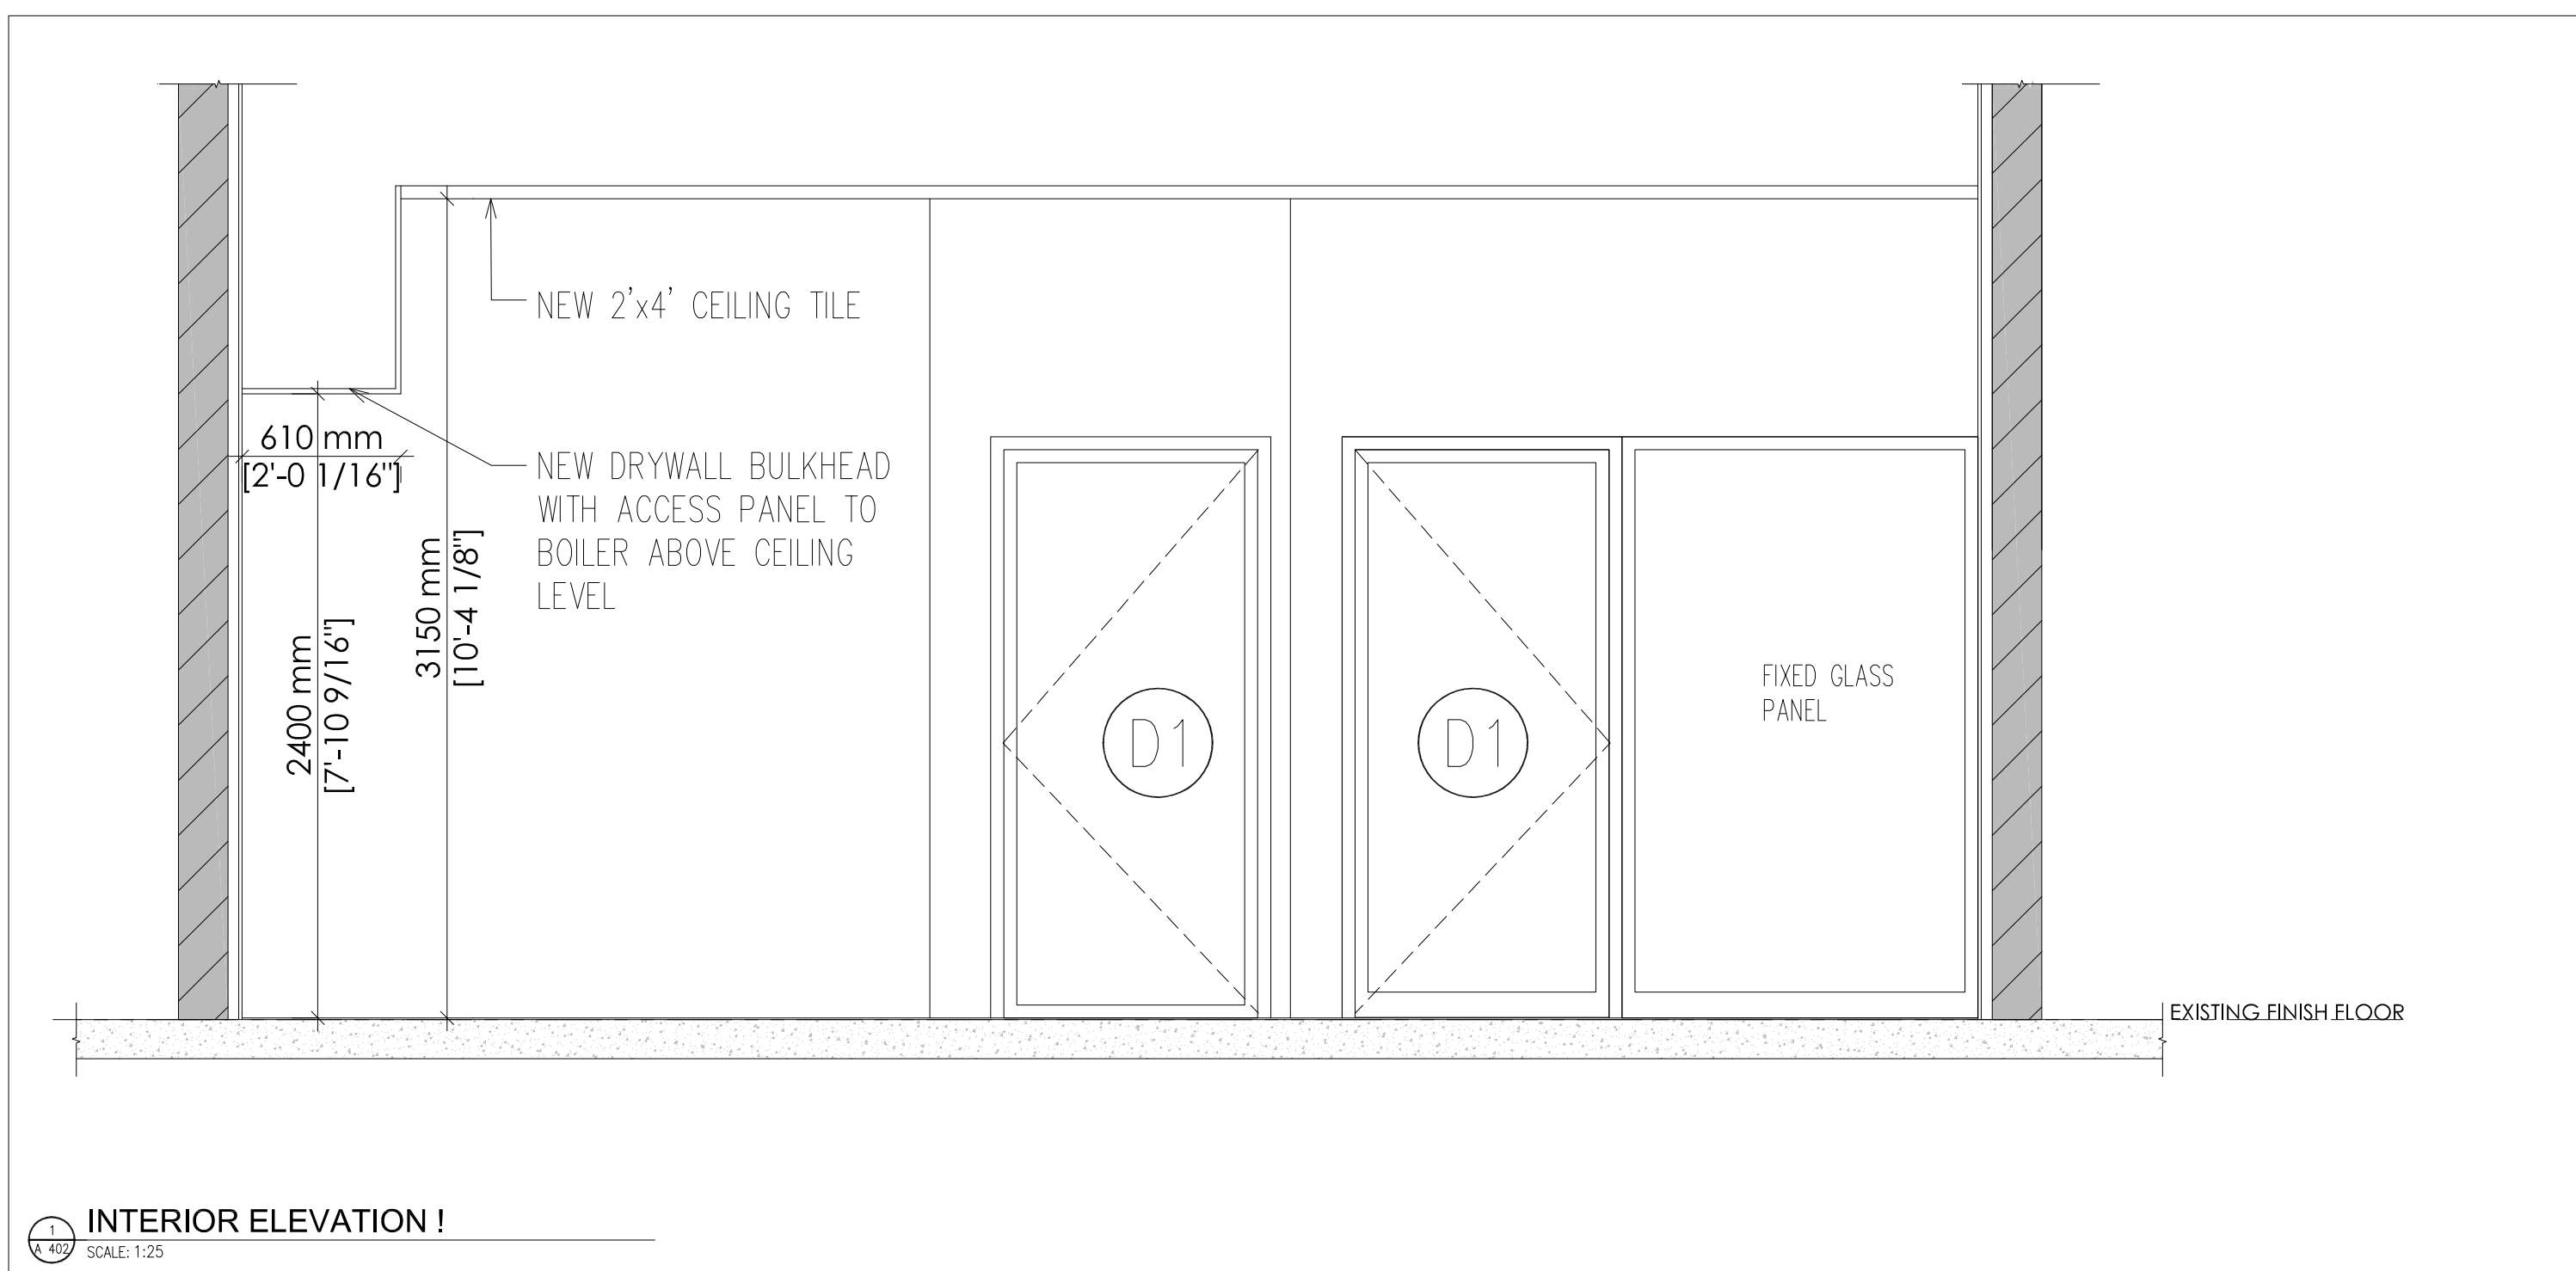 NEW 2'x4' CEILING TILE
610 mm
[2'-0 1/16"]
NEW DRYWALL BULKHEAD
WITH ACCESS PANEL TO
BOILER ABOVE CEILING
LEVEL
2400 mm
[7'-10 9/16"]
3150 mm
[10'-4 1/8"]
D1
D1
FIXED GLASS
PANEL
EXISTING FINISH FLOOR
1
A 402
INTERIOR ELEVATION !
SCALE: 1:25